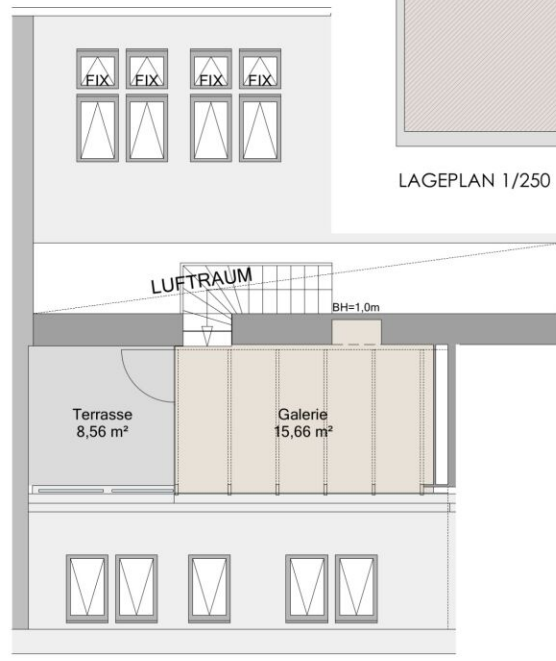 FIX FIX FIX FIX
LAGEPLAN 1/250
LUFTRAUM
BH=1,0m
Terrasse
8,56 m²
Galerie
15,66 m²